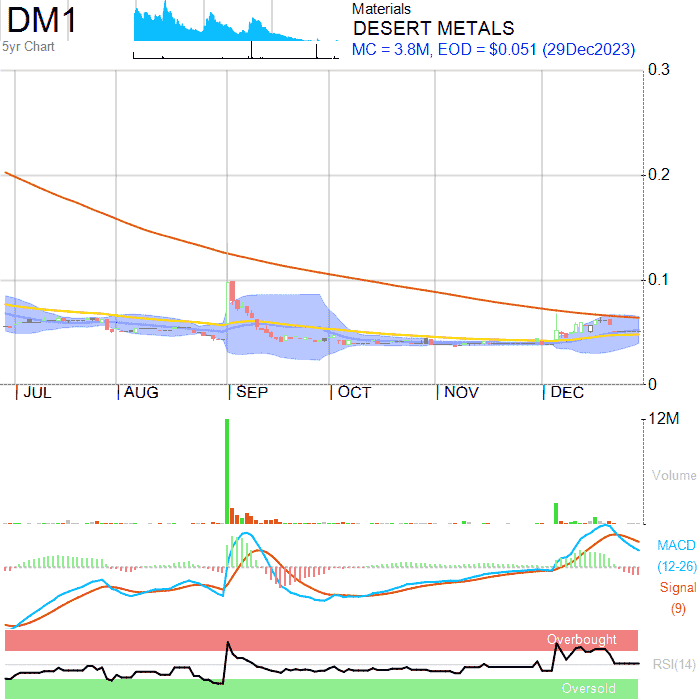 DM1
5yr Chart
Materials
DESERT METALS
MC = 3.8M, EOD = $0.051 (29Dec2023)
0.3
0.2
0.1
0
JUL AUG SEP OCT NOV DEC
12M
Volume
MACD
(12-26)
Signal
(9)
Overbought
RSI(14)
Oversold